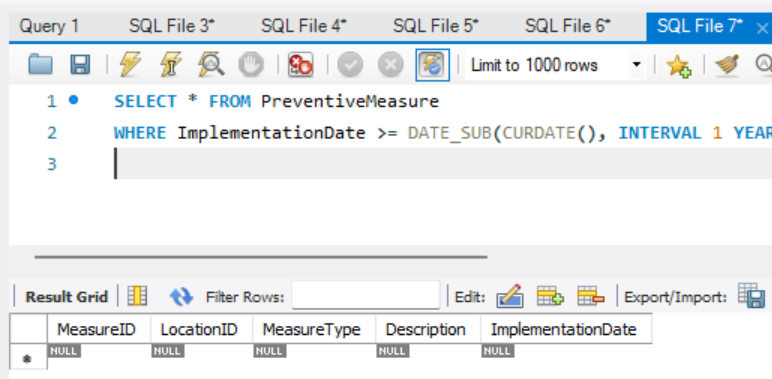 Query 1 SQL File 3* SQL File 4* SQL File 5* SQL File 6* SQL File 7*
Limit to 1000 rows
1 SELECT * FROM PreventiveMeasure
2 WHERE ImplementationDate >= DATE_SUB(CURDATE(), INTERVAL 1 YEAR
3
Result Grid Filter Rows: Edit: Export/Import:
MeasureID LocationID MeasureType Description ImplementationDate
* NULL NULL NULL NULL NULL